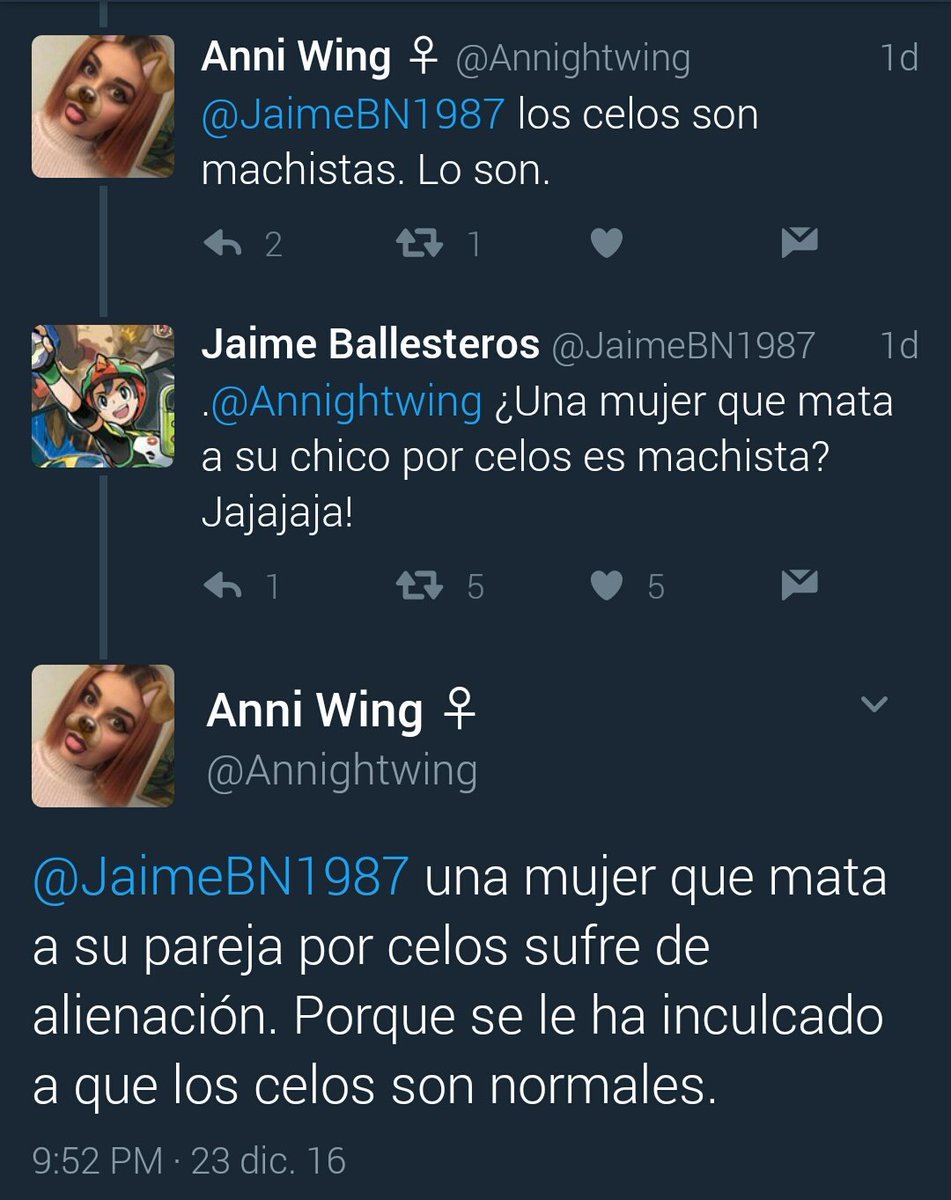 Anni Wing ♀ @Annightwing 1d
@JaimeBN1987 los celos son
machistas. Lo son.
2 1
Jaime Ballesteros @JaimeBN1987 1d
.@Annightwing ¿Una mujer que mata
a su chico por celos es machista?
Jajajaja!
1 5 5
Anni Wing ♀
@Annightwing
@JaimeBN1987 una mujer que mata
a su pareja por celos sufre de
alienación. Porque se le ha inculcado
a que los celos son normales.
9:52 PM · 23 dic. 16